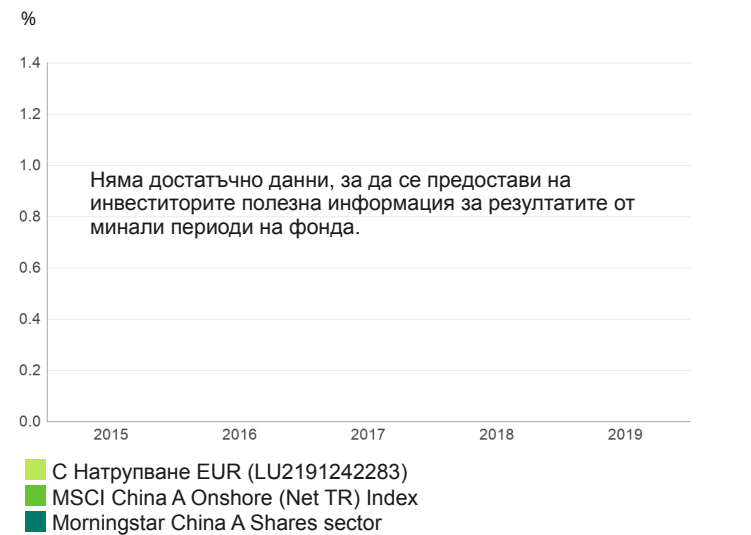 %
1.4
1.2
1.0
0.8
0.6
0.4
0.2
0.0
Няма достатъчно данни, за да се предостави на
инвеститорите полезна информация за резултатите от
минали периоди на фонда.
2015 2016 2017 2018 2019
C Натрупване EUR (LU2191242283)
MSCI China A Onshore (Net TR) Index
Morningstar China A Shares sector